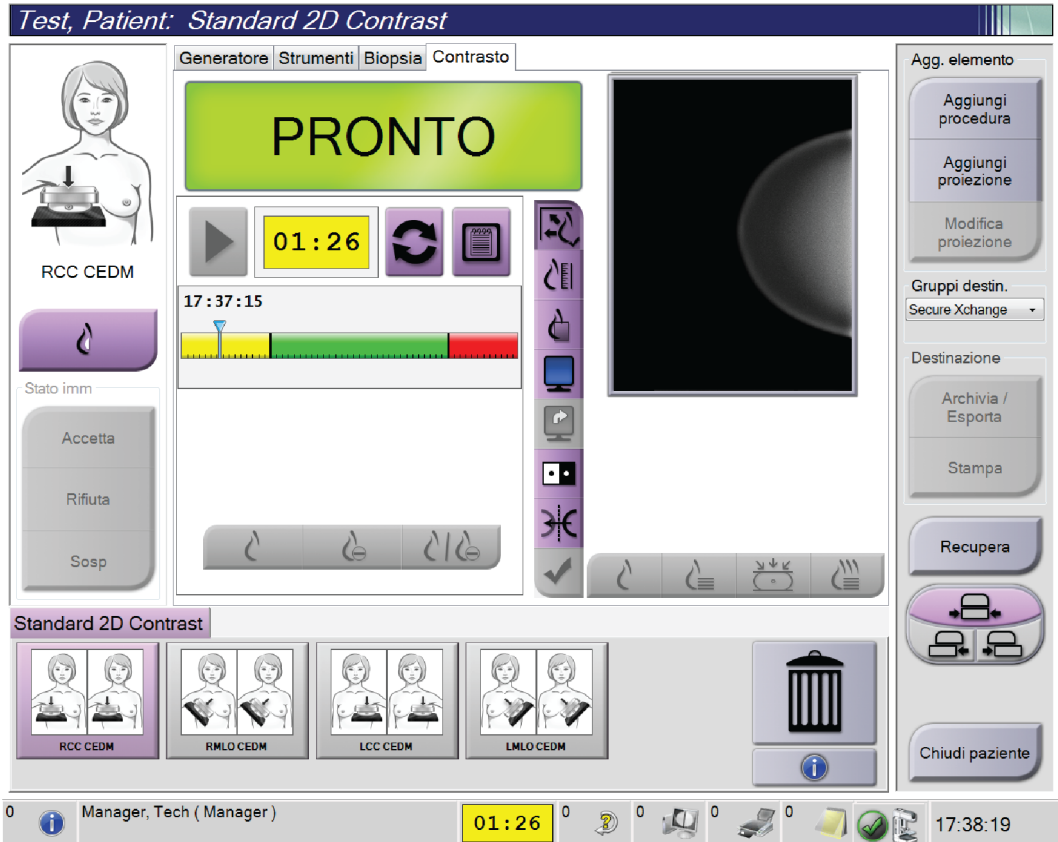 Test, Patient: Standard 2D Contrast
Generatore Strumenti Biopsia Contrasto
PRONTO
RCC CEDM
01:26
9999
17:37:15
Stato imm
Accetta
Rifiuta
Sosp
Agg. elemento
Aggiungi
procedura
Aggiungi
proiezione
Modifica
proiezione
Gruppi destin.
Secure Xchange
Destinazione
Archivia /
Esporta
Stampa
Recupera
Chiudi paziente
Standard 2D Contrast
RCC CEDM
RMLO CEDM
LCC CEDM
LMLO CEDM
0
Manager, Tech ( Manager )
01:26
0
0
0
0
17:38:19